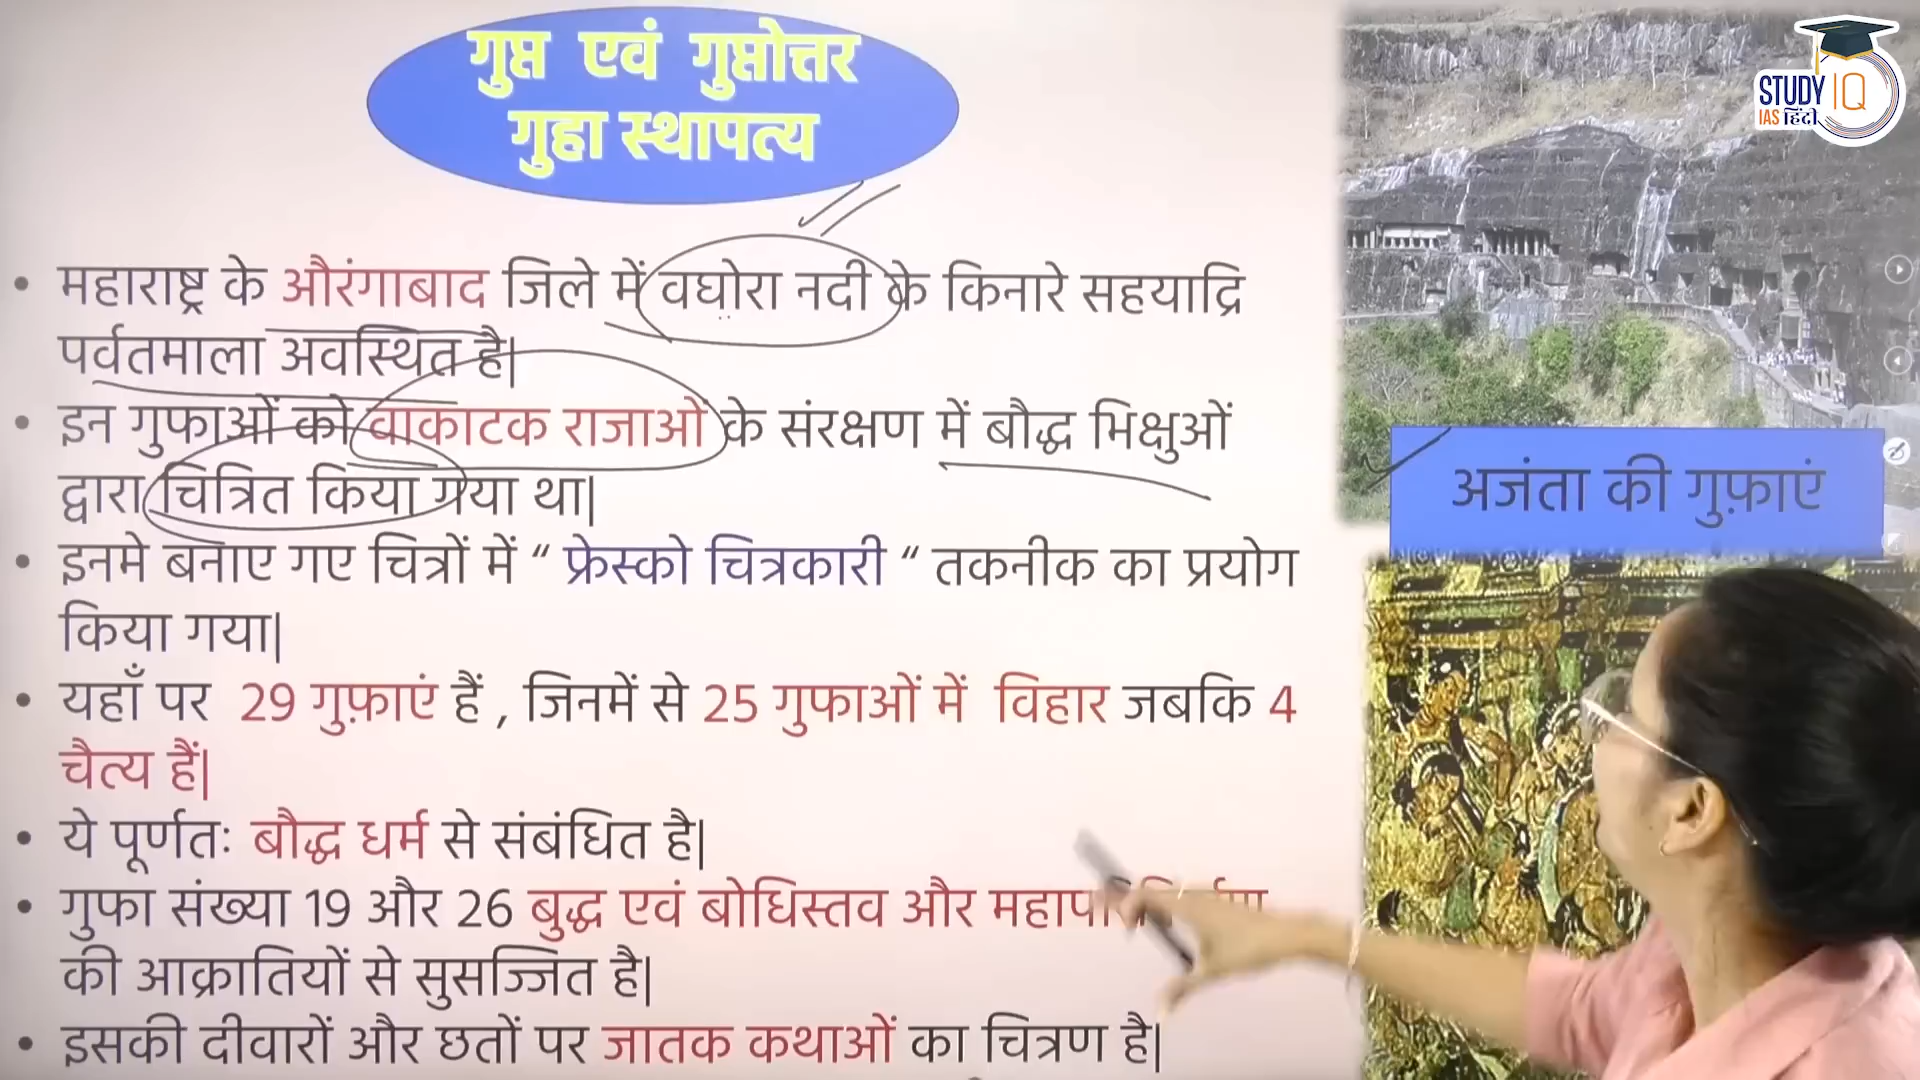 गुप्त एवं गुप्तोत्तर
गुहा स्थापत्य
STUDY IQ
IAS हिंदी
• महाराष्ट्र के औरंगाबाद जिले में वघोरा नदी के किनारे सहयाद्रि
पर्वतमाला अवस्थित है|
• इन गुफाओं को वाकाटक राजाओ के संरक्षण में बौद्ध भिक्षुओं
द्वारा चित्रित किया गया था|
• इनमे बनाए गए चित्रों में “ फ्रेस्को चित्रकारी “ तकनीक का प्रयोग
किया गया|
• यहाँ पर 29 गुफ़ाएं हैं , जिनमें से 25 गुफाओं में विहार जबकि 4
चैत्य हैं|
• ये पूर्णतः बौद्ध धर्म से संबंधित है|
• गुफा संख्या 19 और 26 बुद्ध एवं बोधिस्तव और
की आक्रातियों से सुसज्जित है|
• इसकी दीवारों और छतों पर जातक कथाओं का चित्रण है|
अजंता की गुफ़ाएं